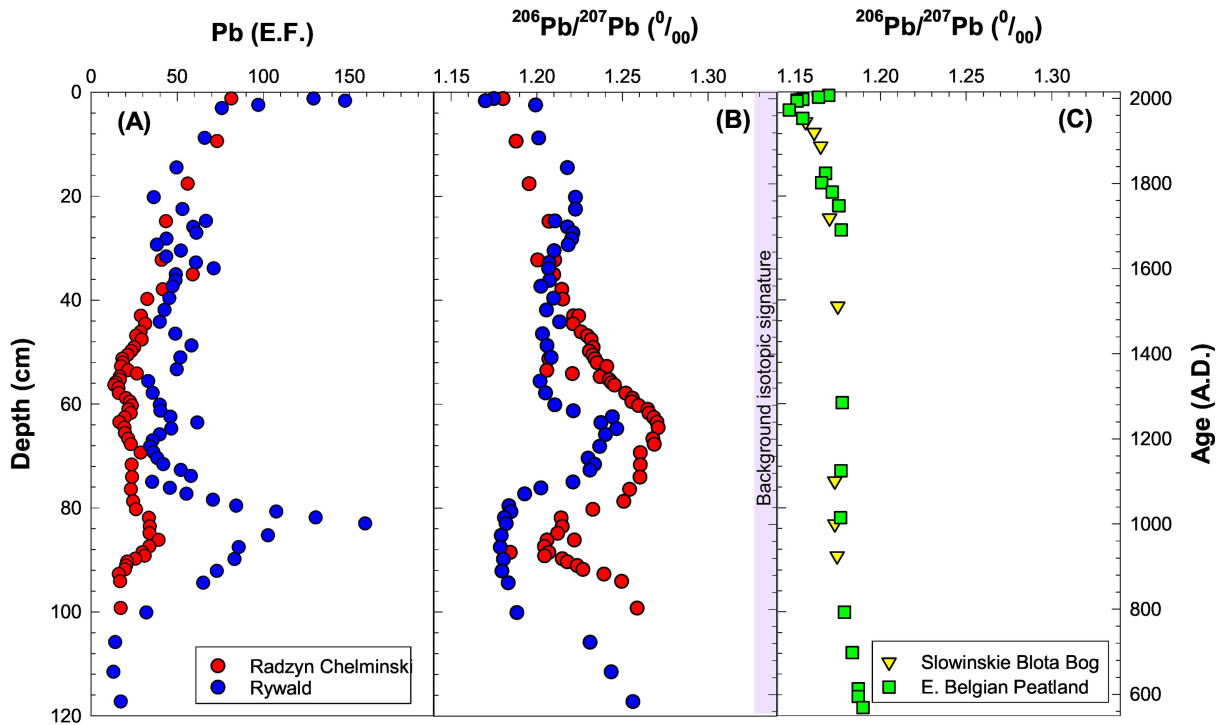 Pb (E.F.)
206Pb/207Pb (0/00)
206Pb/207Pb (0/00)
0 50 100 150
1.15 1.20 1.25 1.30
1.15 1.20 1.25 1.30
(A)
(B)
(C)
0
20
40
60
80
100
120
Depth (cm)
Background isotopic signature
2000
1800
1600
1400
1200
1000
800
600
Age (A.D.)
Radzyn Chelminski
Rywald
Slowinskie Blota Bog
E. Belgian Peatland